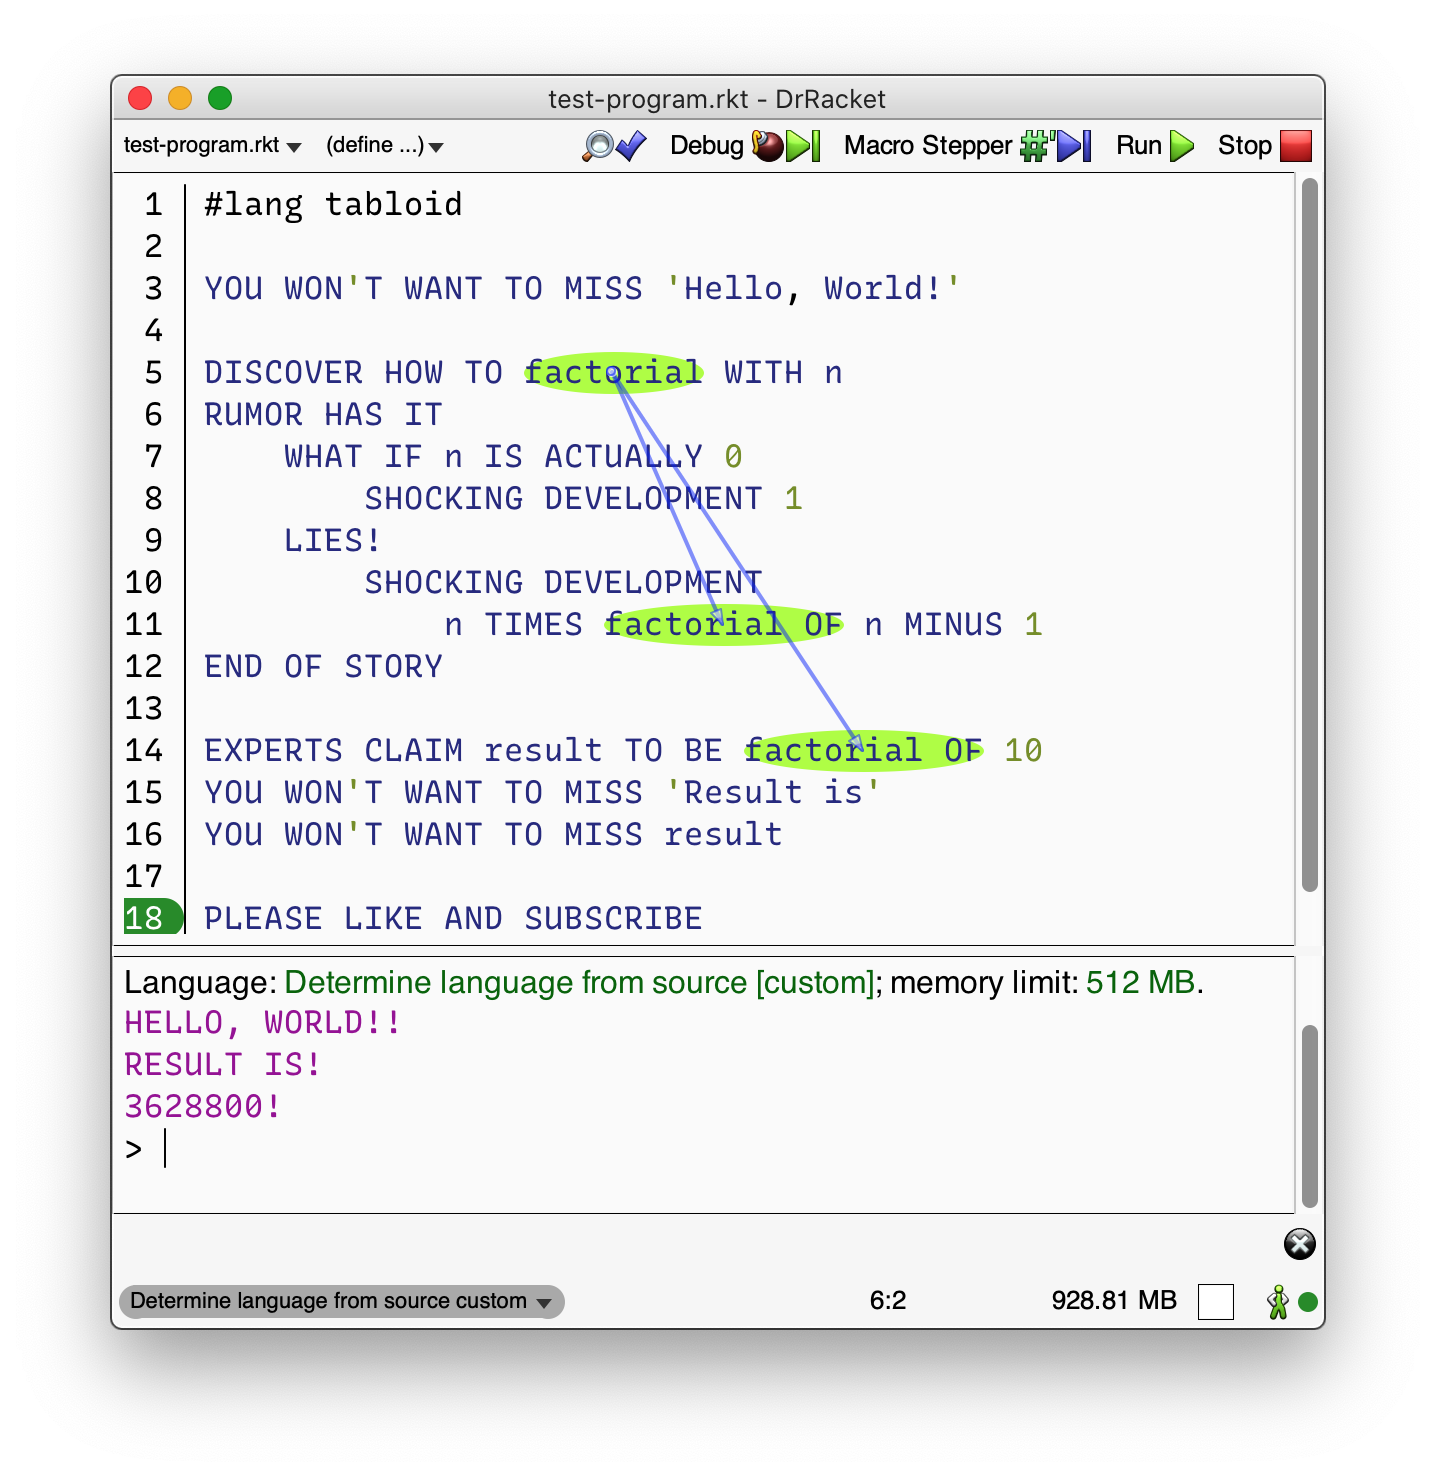 test-program.rkt - DrRacket
test-program.rkt (define ...) Debug Macro Stepper Run Stop
1 #lang tabloid
2
3 YOU WON'T WANT TO MISS 'Hello, World!'
4
5 DISCOVER HOW TO factorial WITH n
6 RUMOR HAS IT
7 WHAT IF n IS ACTUALLY 0
8 SHOCKING DEVELOPMENT 1
9 LIES!
10 SHOCKING DEVELOPMENT
11 n TIMES factorial OF n MINUS 1
12 END OF STORY
13
14 EXPERTS CLAIM result TO BE factorial OF 10
15 YOU WON'T WANT TO MISS 'Result is'
16 YOU WON'T WANT TO MISS result
17
18 PLEASE LIKE AND SUBSCRIBE
Language: Determine language from source [custom]; memory limit: 512 MB.
HELLO, WORLD!!
RESULT IS!
3628800!
>
Determine language from source custom 6:2 928.81 MB